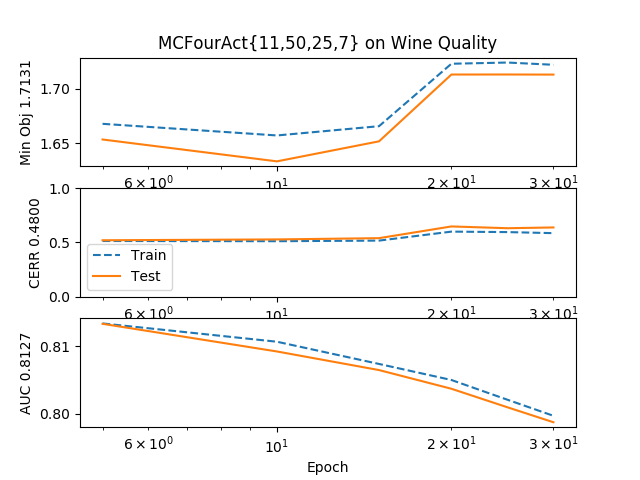 MCFourAct{11,50,25,7} on Wine Quality
Min Obj 1.7131
1.70
1.65
6 × 10⁰
10¹
2 × 10¹
3 × 10¹
CERR 0.4800
1.0
0.5
0.0
Train
Test
6 × 10⁰
10¹
2 × 10¹
3 × 10¹
AUC 0.8127
0.81
0.80
6 × 10⁰
10¹
2 × 10¹
3 × 10¹
Epoch